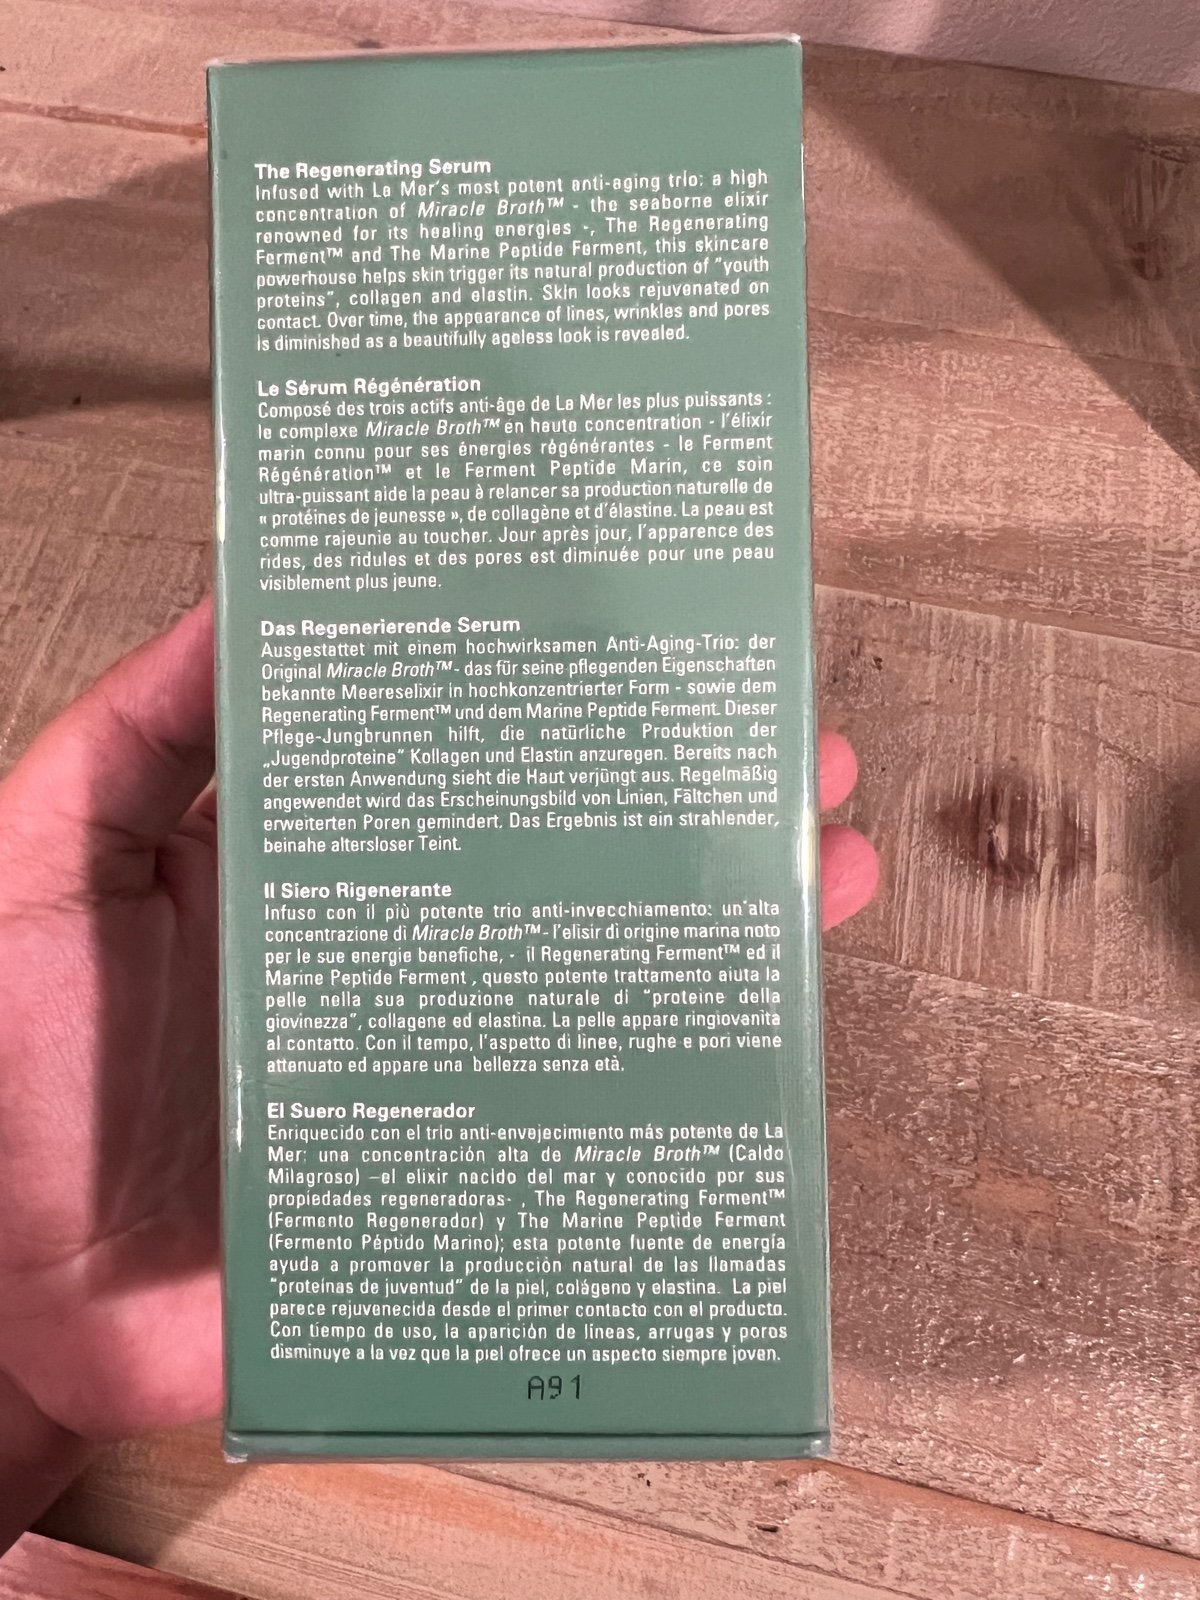 The Regenerating Serum
Infused with La Mer's most potent anti-aging trio: a high
concentration of Miracle Broth™ - the seaborne elixir
renowned for its healing energies -, The Regenerating
Ferment™ and The Marine Peptide Ferment, this skincare
powerhouse helps skin trigger its natural production of "youth
proteins", collagen and elastin. Skin looks rejuvenated on
contact. Over time, the appearance of lines, wrinkles and pores
is diminished as a beautifully ageless look is revealed.
Le Sérum Régénération
Composé des trois actifs anti-âge de La Mer les plus puissants :
le complexe Miracle Broth™ en haute concentration - l'élixir
marin connu pour ses énergies régénérantes - le Ferment
Régénération™ et le Ferment Peptide Marin, ce soin
ultra-puissant aide la peau à relancer sa production naturelle de
« protéines de jeunesse », de collagène et d'élastine. La peau est
comme rajeunie au toucher. Jour après jour, l'apparence des
rides, des ridules et des pores est diminuée pour une peau
visiblement plus jeune.
Das Regenerierende Serum
Ausgestattet mit einem hochwirksamen Anti-Aging-Trio: der
Original Miracle Broth™- das für seine pflegenden Eigenschaften
bekannte Meereselixir in hochkonzentrierter Form - sowie dem
Regenerating Ferment™ und dem Marine Peptide Ferment. Dieser
Pflege-Jungbrunnen hilft, die natürliche Produktion der
„Jugendproteine" Kollagen und Elastin anzuregen. Bereits nach
der ersten Anwendung sieht die Haut verjüngt aus. Regelmäßig
angewendet wird das Erscheinungsbild von Linien, Fältchen und
erweiterten Poren gemindert. Das Ergebnis ist ein strahlender,
beinahe altersloser Teint.
Il Siero Rigenerante
Infuso con il più potente trio anti-invecchiamento: un'alta
concentrazione di Miracle Broth™- l'elisir di origine marina noto
per le sue energie benefiche, - il Regenerating Ferment™ ed il
Marine Peptide Ferment , questo potente trattamento aiuta la
pelle nella sua produzione naturale di "proteine della
giovinezza", collagene ed elastina. La pelle appare ringiovanita
al contatto. Con il tempo, l'aspetto di linee, rughe e pori viene
attenuato ed appare una bellezza senza età.
El Suero Regenerador
Enriquecido con el trio anti-envejecimiento más potente de La
Mer: una concentración alta de Miracle Broth™ (Caldo
Milagroso) –el elixir nacido del mar y conocido por sus
propiedades regeneradoras- , The Regenerating Ferment™
(Fermento Regenerador) y The Marine Peptide Ferment
(Fermento Péptido Marino); esta potente fuente de energía
ayuda a promover la producción natural de las llamadas
"proteínas de juventud" de la piel, colágeno y elastina. La piel
parece rejuvenecida desde el primer contacto con el producto.
Con tiempo de uso, la aparición de líneas, arrugas y poros
disminuye a la vez que la piel ofrece un aspecto siempre joven.
A91